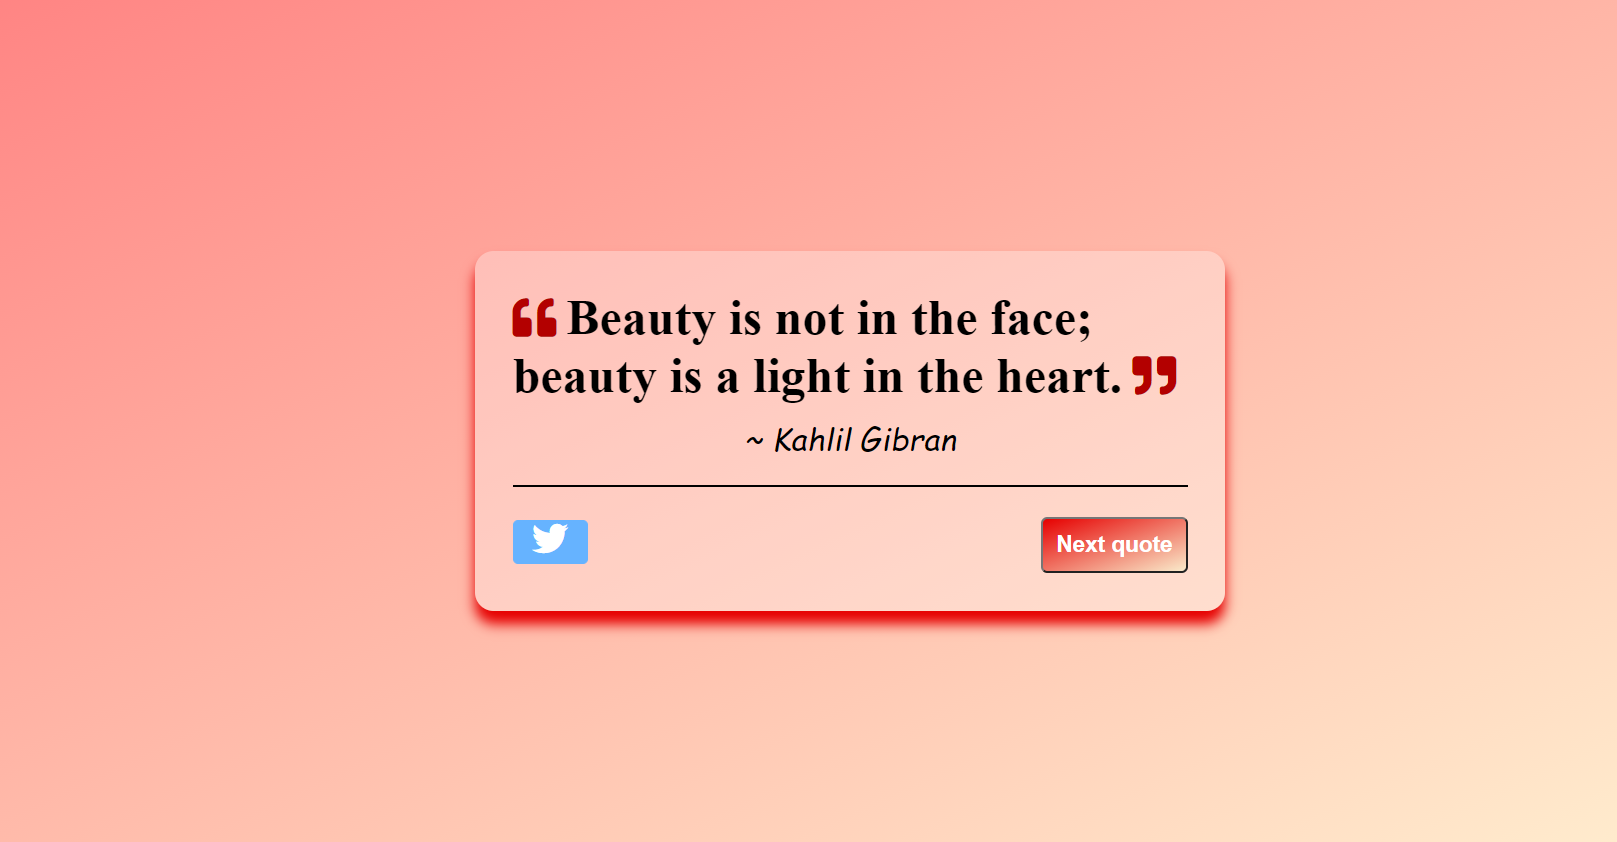 “ Beauty is not in the face;
beauty is a light in the heart. ”
~ Kahlil Gibran
Next quote